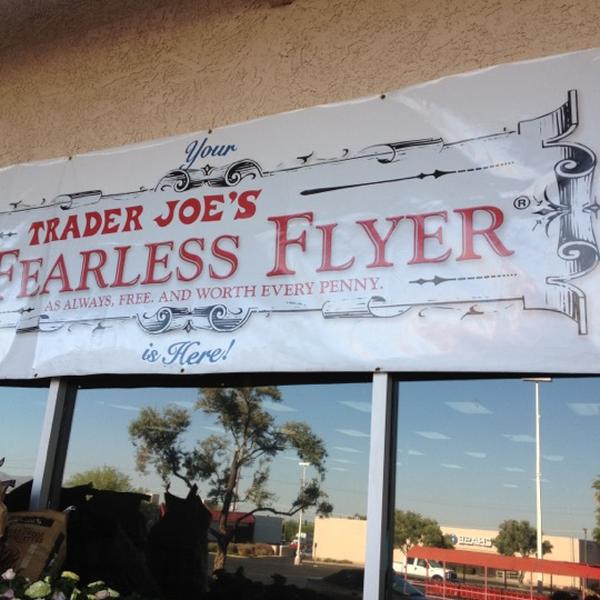 Your
TRADER JOE'S
FEARLESS FLYER®
AS ALWAYS, FREE. AND WORTH EVERY PENNY.
is Here!